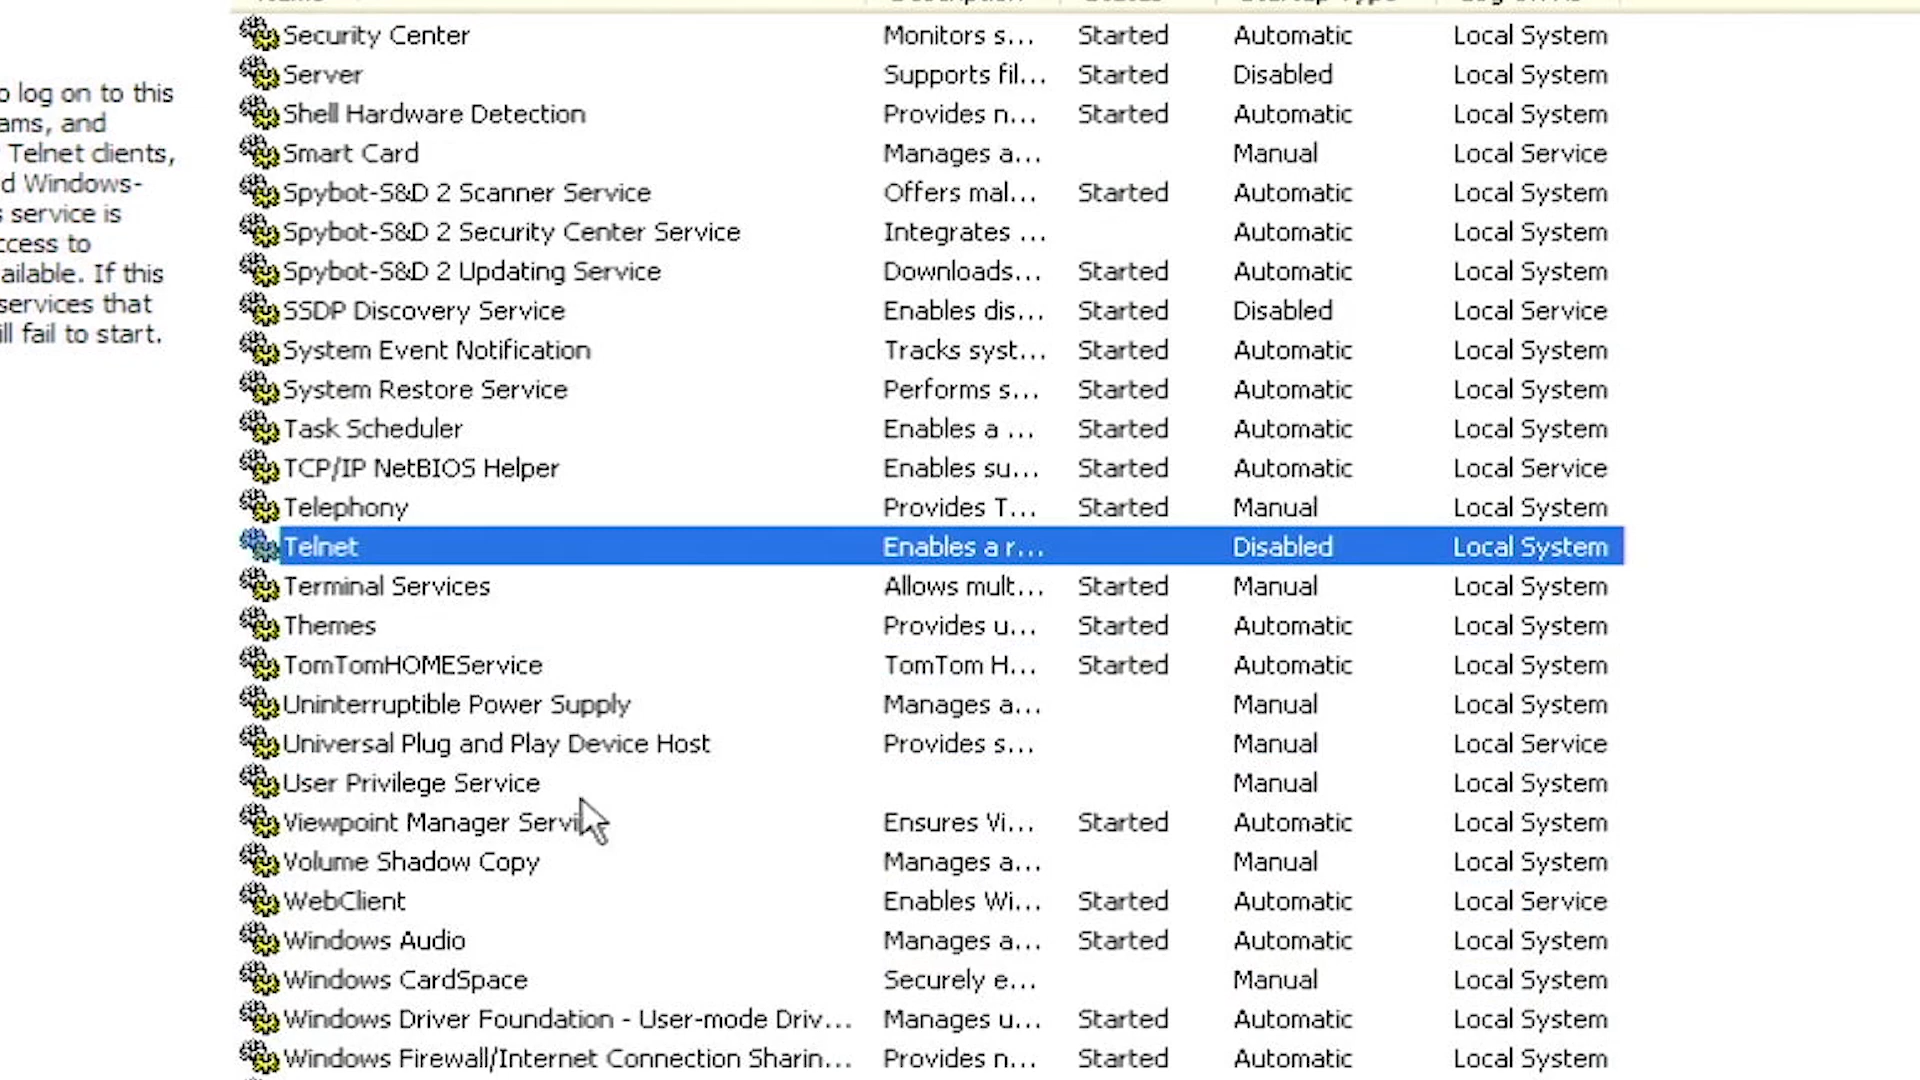 o log on to this
ams, and
Telnet clients,
d Windows-
s service is
ccess to
ailable. If this
services that
ill fail to start.
Security Center Monitors s... Started Automatic Local System
Server Supports fil... Started Disabled Local System
Shell Hardware Detection Provides n... Started Automatic Local System
Smart Card Manages a... Manual Local Service
Spybot-S&D 2 Scanner Service Offers mal... Started Automatic Local System
Spybot-S&D 2 Security Center Service Integrates ... Automatic Local System
Spybot-S&D 2 Updating Service Downloads... Started Automatic Local System
SSDP Discovery Service Enables dis... Started Disabled Local Service
System Event Notification Tracks syst... Started Automatic Local System
System Restore Service Performs s... Started Automatic Local System
Task Scheduler Enables a ... Started Automatic Local System
TCP/IP NetBIOS Helper Enables su... Started Automatic Local Service
Telephony Provides T... Started Manual Local System
Telnet Enables a r... Disabled Local System
Terminal Services Allows mult... Started Manual Local System
Themes Provides u... Started Automatic Local System
TomTomHOMEService TomTom H... Started Automatic Local System
Uninterruptible Power Supply Manages a... Manual Local System
Universal Plug and Play Device Host Provides s... Manual Local Service
User Privilege Service Manual Local System
Viewpoint Manager Servi Ensures Vi... Started Automatic Local System
Volume Shadow Copy Manages a... Manual Local System
WebClient Enables Wi... Started Automatic Local Service
Windows Audio Manages a... Started Automatic Local System
Windows CardSpace Securely e... Manual Local System
Windows Driver Foundation - User-mode Driv... Manages u... Started Automatic Local System
Windows Firewall/Internet Connection Sharin... Provides n... Started Automatic Local System